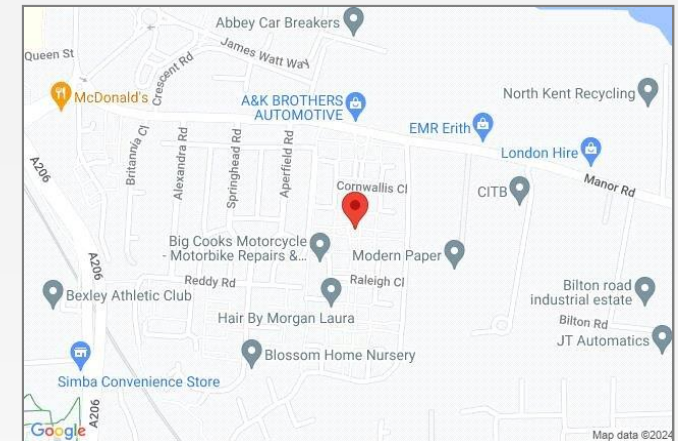 Abbey Car Breakers
James Watt Way
Queen St
Crescent Rd
McDonald's
A&K BROTHERS
AUTOMOTIVE
North Kent Recycling
EMR Erith
London Hire
Manor Rd
A206
Britannia Cl
Alexandra Rd
Springhead Rd
Aperfield Rd
Cornwallis Cl
CITB
Big Cooks Motorcycle
- Motorbike Repairs &...
Modern Paper
A206
Reddy Rd
Raleigh Cl
Bexley Athletic Club
Hair By Morgan Laura
Bilton road
industrial estate
Bilton Rd
JT Automatics
Blossom Home Nursery
Simba Convenience Store
A206
Google
Map data ©2024